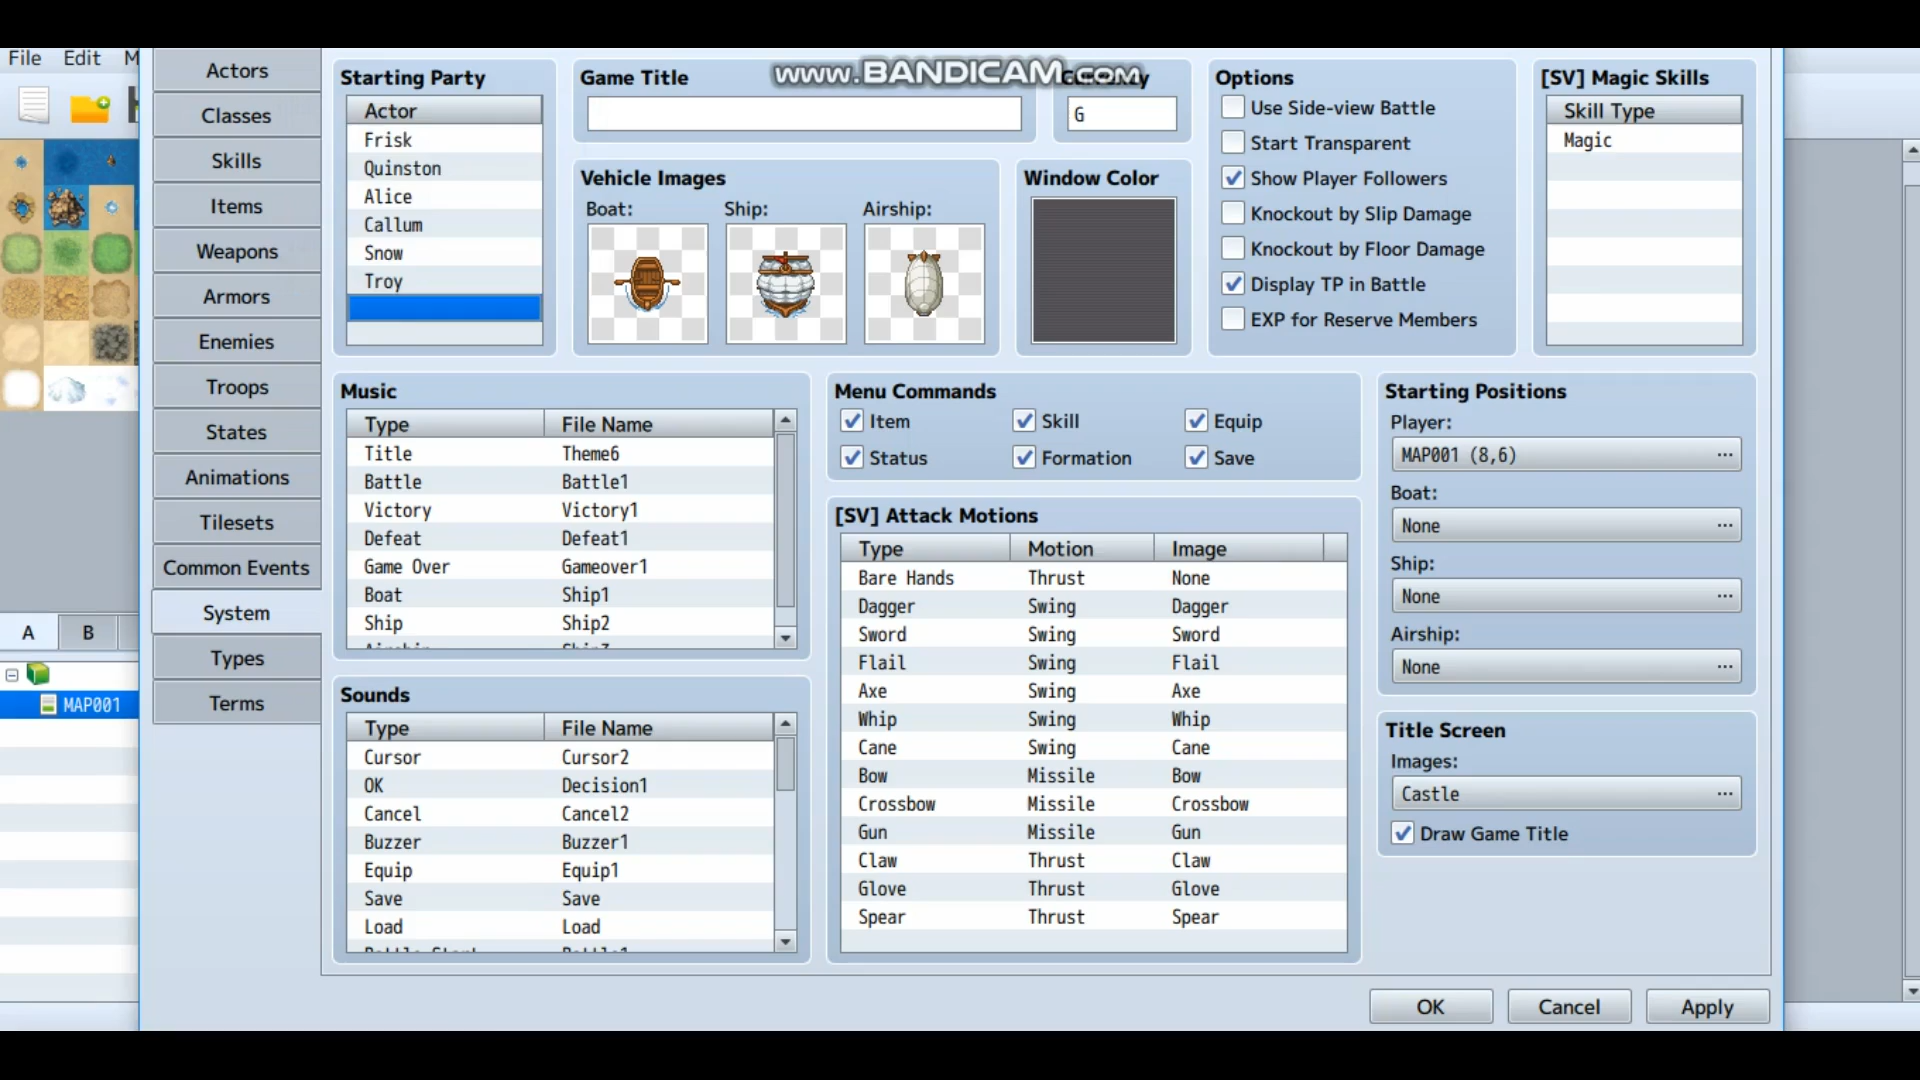 www.BANDICAM.com
File Edit
Actors
Classes
Skills
Items
Weapons
Armors
Enemies
Troops
States
Animations
Tilesets
Common Events
System
Types
Terms
A B
MAP001
Starting Party
Actor
Frisk
Quinston
Alice
Callum
Snow
Troy
Game Title
Currency
G
Vehicle Images
Boat: Ship: Airship:
Window Color
Options
Use Side-view Battle
Start Transparent
Show Player Followers
Knockout by Slip Damage
Knockout by Floor Damage
Display TP in Battle
EXP for Reserve Members
[SV] Magic Skills
Skill Type
Magic
Music
Type File Name
Title Theme6
Battle Battle1
Victory Victory1
Defeat Defeat1
Game Over Gameover1
Boat Ship1
Ship Ship2
Airship Ship3
Sounds
Type File Name
Cursor Cursor2
OK Decision1
Cancel Cancel2
Buzzer Buzzer1
Equip Equip1
Save Save
Load Load
Battle Start Battle1
Menu Commands
Item Skill Equip
Status Formation Save
[SV] Attack Motions
Type Motion Image
Bare Hands Thrust None
Dagger Swing Dagger
Sword Swing Sword
Flail Swing Flail
Axe Swing Axe
Whip Swing Whip
Cane Swing Cane
Bow Missile Bow
Crossbow Missile Crossbow
Gun Missile Gun
Claw Thrust Claw
Glove Thrust Glove
Spear Thrust Spear
Starting Positions
Player:
MAP001 (8,6) ...
Boat:
None ...
Ship:
None ...
Airship:
None ...
Title Screen
Images:
Castle ...
Draw Game Title
OK Cancel Apply